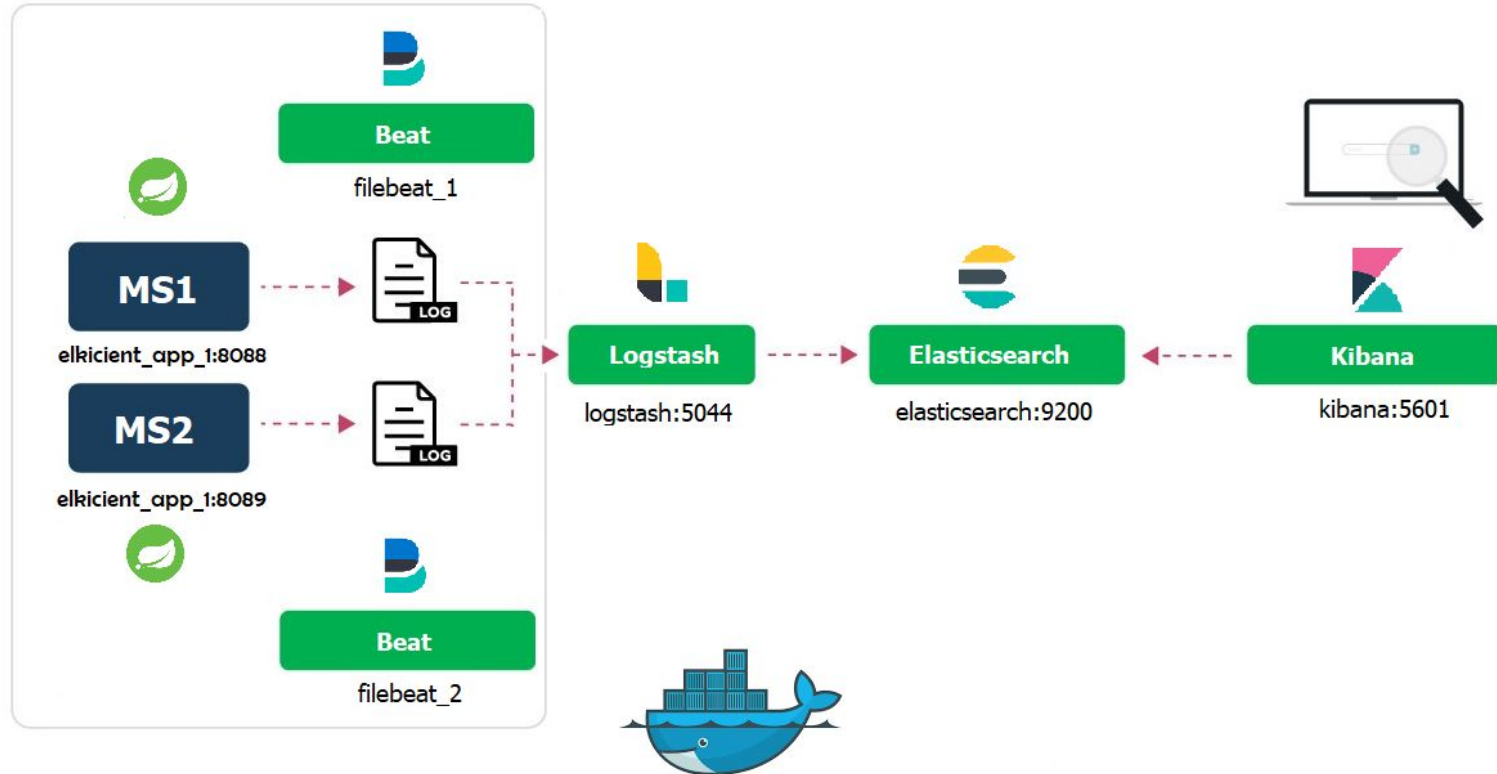 Beat
filebeat_1
MS1
LOG
elkicient_app_1:8088
MS2
LOG
elkicient_app_1:8089
Beat
filebeat_2
Logstash
logstash:5044
Elasticsearch
elasticsearch:9200
Kibana
kibana:5601